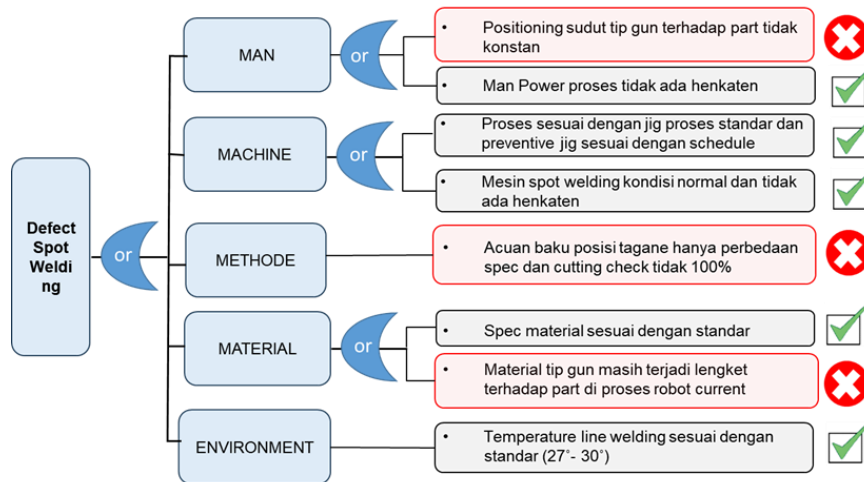 Defect
Spot
Weldi
ng
or
MAN
or
• Positioning sudut tip gun terhadap part tidak
konstan
• Man Power proses tidak ada henkaten
MACHINE
or
• Proses sesuai dengan jig proses standar dan
preventive jig sesuai dengan schedule
• Mesin spot welding kondisi normal dan tidak
ada henkaten
METHODE
• Acuan baku posisi tagane hanya perbedaan
spec dan cutting check tidak 100%
MATERIAL
or
• Spec material sesuai dengan standar
• Material tip gun masih terjadi lengket
terhadap part di proses robot current
ENVIRONMENT
• Temperature line welding sesuai dengan
standar (27˚- 30˚)